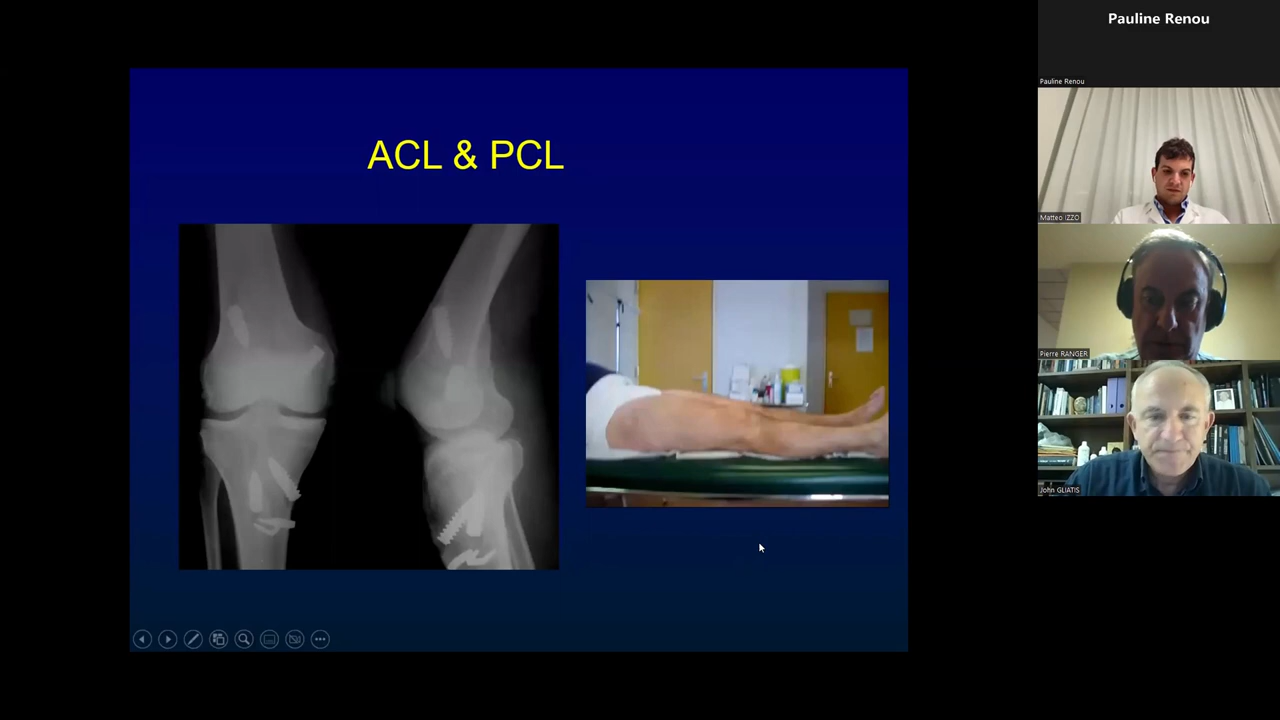 ACL & PCL
Pauline Renou
Pauline Renou
Matteo IZZO
Pierre RANGER
John GLIATIS